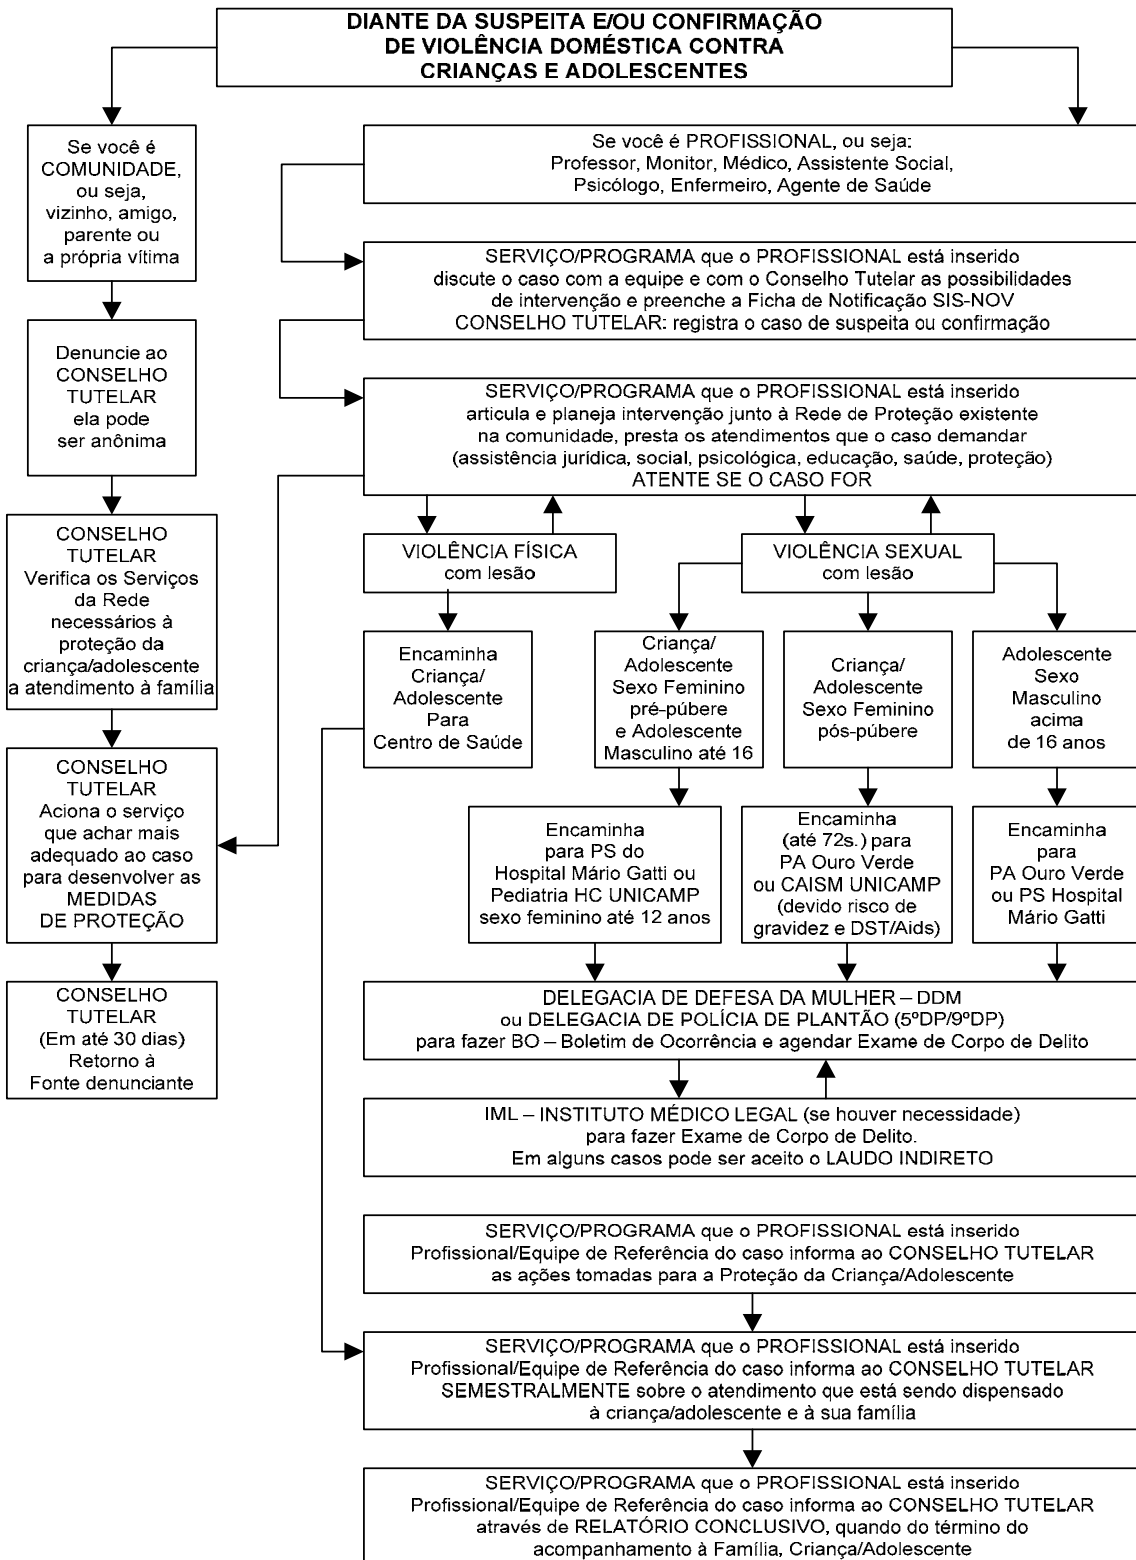 DIANTE DA SUSPEITA E/OU CONFIRMAÇÃO
DE VIOLÊNCIA DOMÉSTICA CONTRA
CRIANÇAS E ADOLESCENTES
Se você é
COMUNIDADE,
ou seja,
vizinho, amigo,
parente ou
a própria vítima
Denuncie ao
CONSELHO
TUTELAR
ela pode
ser anônima
CONSELHO
TUTELAR
Verifica os Serviços
da Rede
necessários à
proteção da
criança/adolescente
a atendimento à família
CONSELHO
TUTELAR
Aciona o serviço
que achar mais
adequado ao caso
para desenvolver as
MEDIDAS
DE PROTEÇÃO
CONSELHO
TUTELAR
(Em até 30 dias)
Retorno à
Fonte denunciante
Se você é PROFISSIONAL, ou seja:
Professor, Monitor, Médico, Assistente Social,
Psicólogo, Enfermeiro, Agente de Saúde
SERVIÇO/PROGRAMA que o PROFISSIONAL está inserido
discute o caso com a equipe e com o Conselho Tutelar as possibilidades
de intervenção e preenche a Ficha de Notificação SIS-NOV
CONSELHO TUTELAR: registra o caso de suspeita ou confirmação
SERVIÇO/PROGRAMA que o PROFISSIONAL está inserido
articula e planeja intervenção junto à Rede de Proteção existente
na comunidade, presta os atendimentos que o caso demandar
(assistência jurídica, social, psicológica, educação, saúde, proteção)
ATENTE SE O CASO FOR
VIOLÊNCIA FÍSICA
com lesão
VIOLÊNCIA SEXUAL
com lesão
Encaminha
Criança/
Adolescente
Para
Centro de Saúde
Criança/
Adolescente
Sexo Feminino
pré-púbere
e Adolescente
Masculino até 16
Criança/
Adolescente
Sexo Feminino
pós-púbere
Adolescente
Sexo
Masculino
acima
de 16 anos
Encaminha
para PS do
Hospital Mário Gatti ou
Pediatria HC UNICAMP
sexo feminino até 12 anos
Encaminha
(até 72s.) para
PA Ouro Verde
ou CAISM UNICAMP
(devido risco de
gravidez e DST/Aids)
Encaminha
para
PA Ouro Verde
ou PS Hospital
Mário Gatti
DELEGACIA DE DEFESA DA MULHER – DDM
ou DELEGACIA DE POLÍCIA DE PLANTÃO (5ºDP/9ºDP)
para fazer BO – Boletim de Ocorrência e agendar Exame de Corpo de Delito
IML – INSTITUTO MÉDICO LEGAL (se houver necessidade)
para fazer Exame de Corpo de Delito.
Em alguns casos pode ser aceito o LAUDO INDIRETO
SERVIÇO/PROGRAMA que o PROFISSIONAL está inserido
Profissional/Equipe de Referência do caso informa ao CONSELHO TUTELAR
as ações tomadas para a Proteção da Criança/Adolescente
SERVIÇO/PROGRAMA que o PROFISSIONAL está inserido
Profissional/Equipe de Referência do caso informa ao CONSELHO TUTELAR
SEMESTRALMENTE sobre o atendimento que está sendo dispensado
à criança/adolescente e à sua família
SERVIÇO/PROGRAMA que o PROFISSIONAL está inserido
Profissional/Equipe de Referência do caso informa ao CONSELHO TUTELAR
através de RELATÓRIO CONCLUSIVO, quando do término do
acompanhamento à Família, Criança/Adolescente